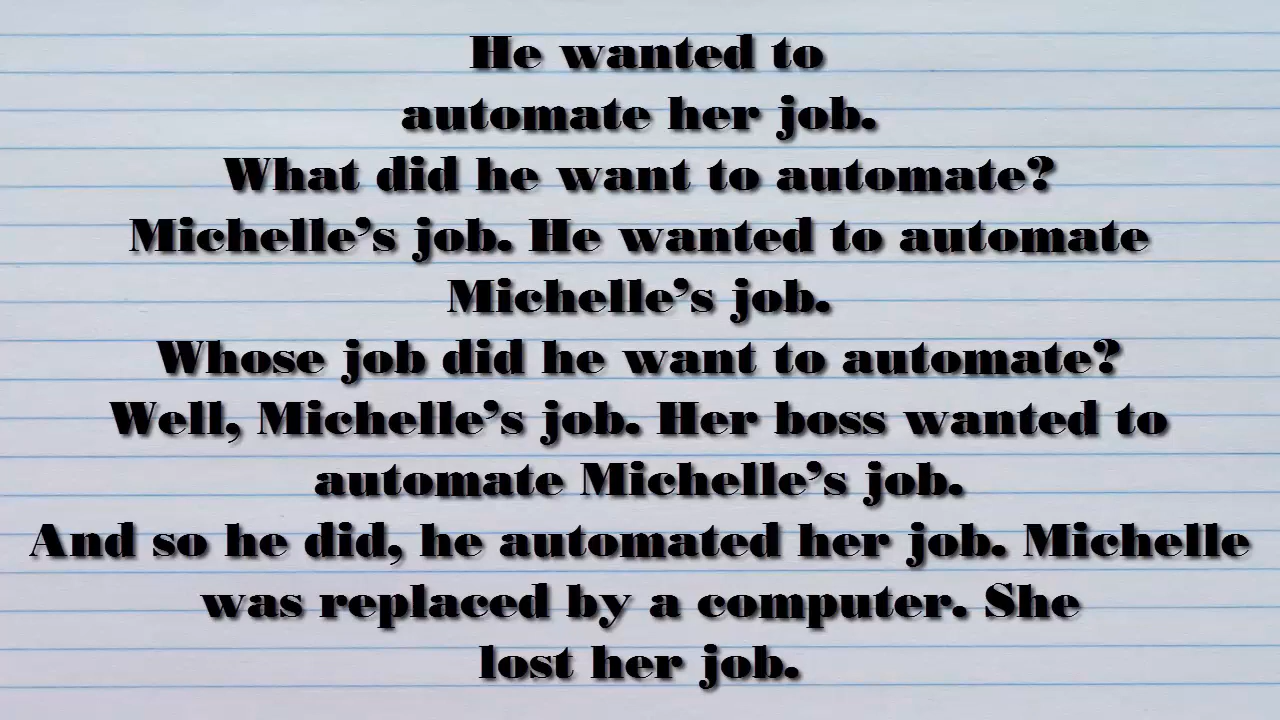 He wanted to
automate her job.
What did he want to automate?
Michelle’s job. He wanted to automate
Michelle’s job.
Whose job did he want to automate?
Well, Michelle’s job. Her boss wanted to
automate Michelle’s job.
And so he did, he automated her job. Michelle
was replaced by a computer. She
lost her job.